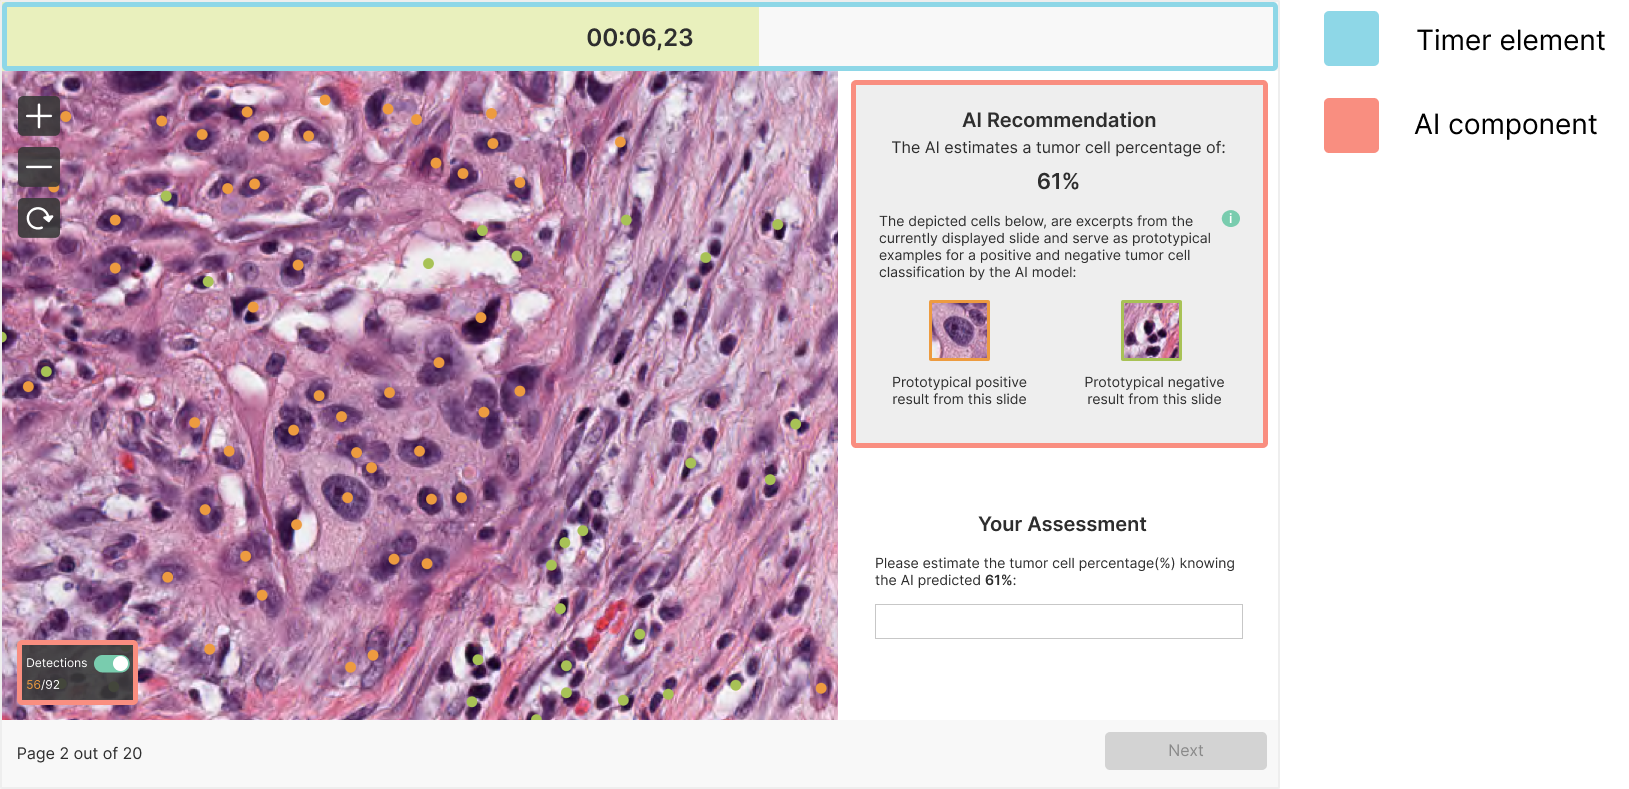 00:06,23
Timer element
AI component
AI Recommendation
The AI estimates a tumor cell percentage of:
61%
The depicted cells below, are excerpts from the
currently displayed slide and serve as prototypical
examples for a positive and negative tumor cell
classification by the AI model:
i
Prototypical positive
result from this slide
Prototypical negative
result from this slide
Your Assessment
Please estimate the tumor cell percentage(%) knowing
the AI predicted 61%:
Detections
56/92
Page 2 out of 20
Next